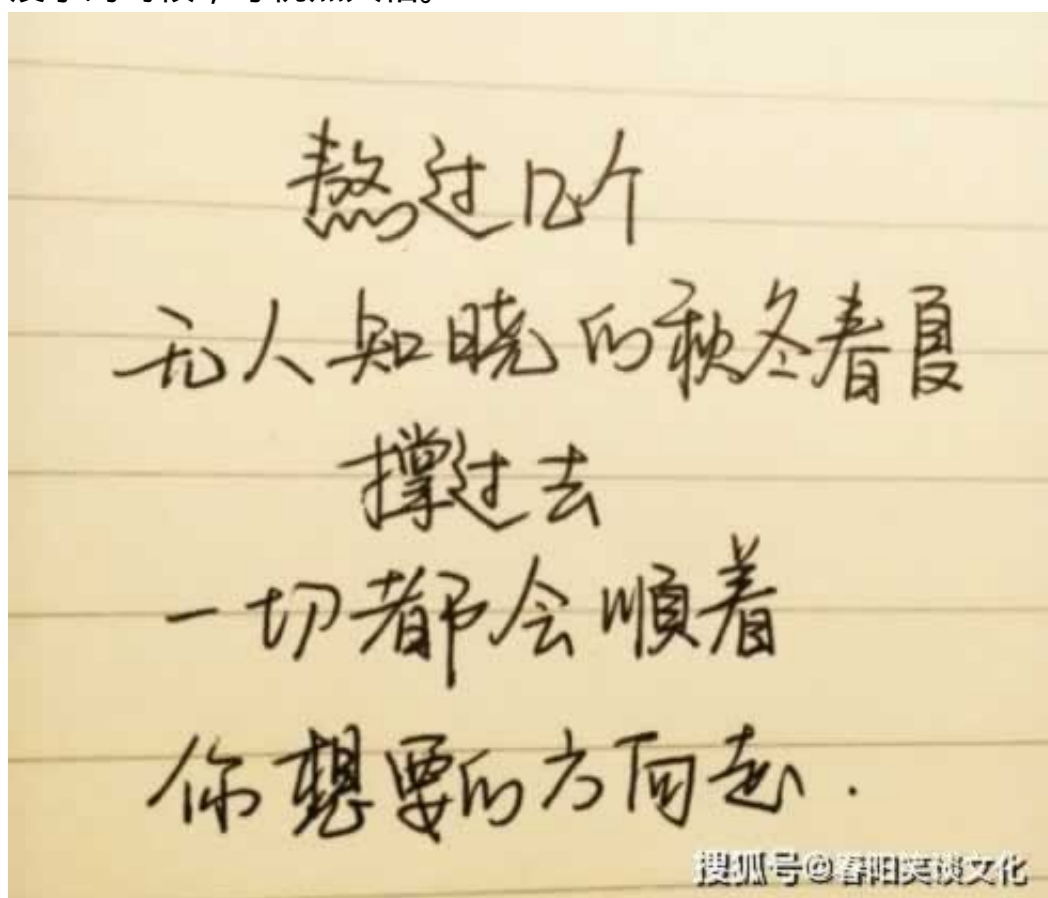 熬过几个
无人知晓的秋冬春夏
撑过去
一切都会顺着
你想要的方向走.
搜狐号@春阳笑谈文化